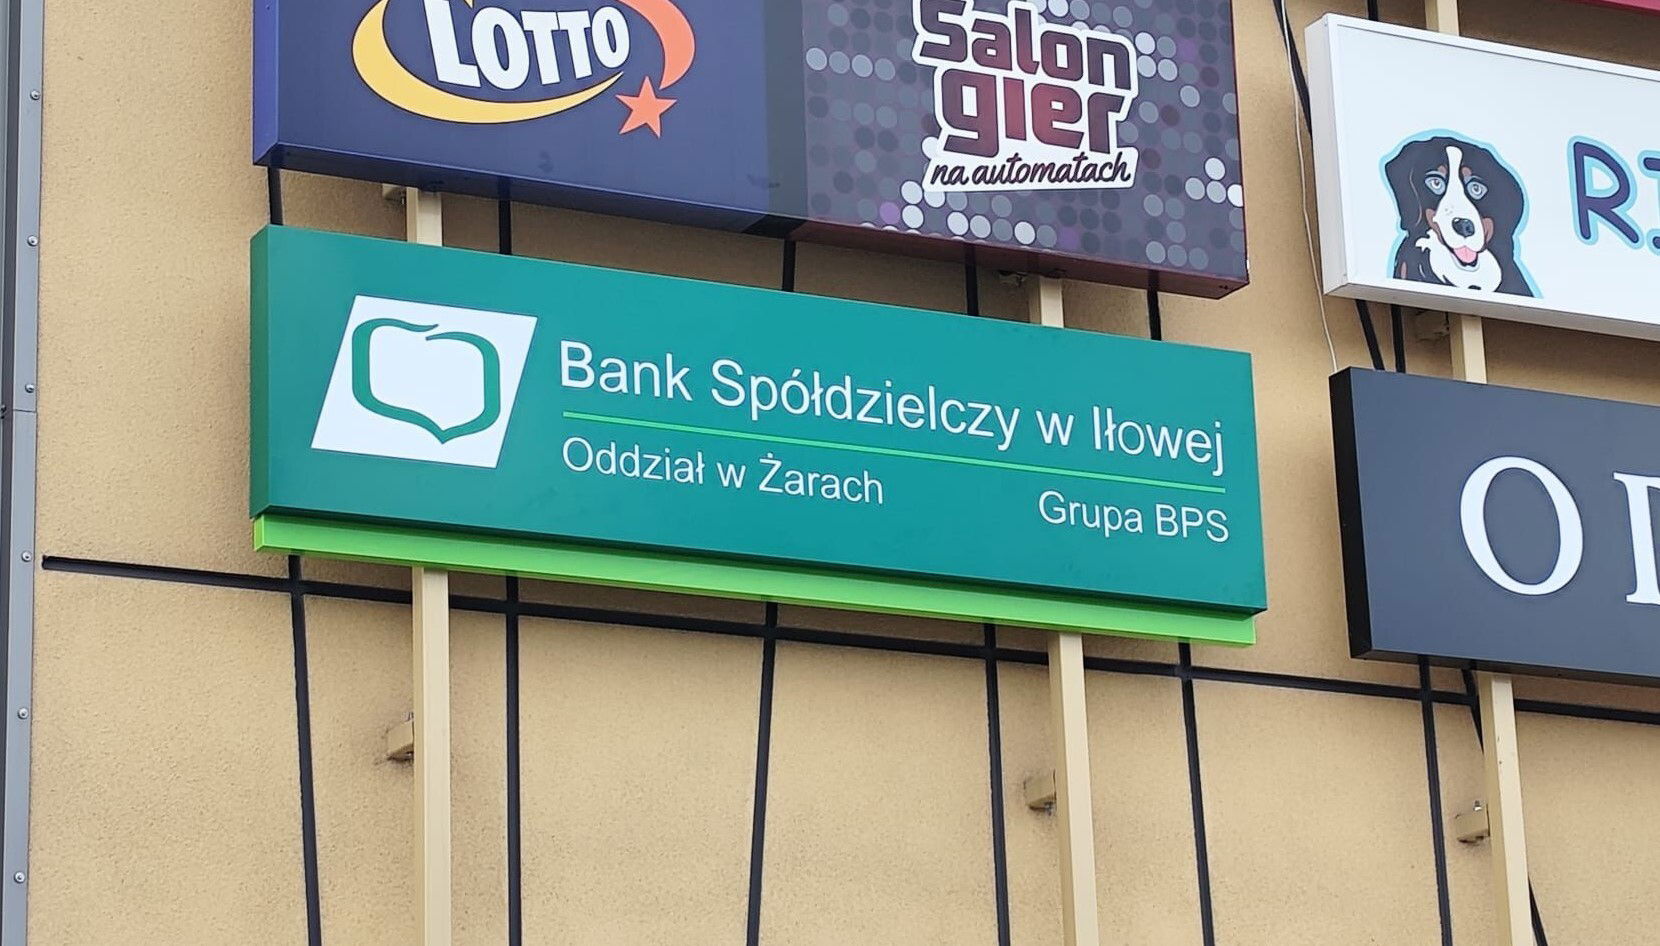 LOTTO
Salon
gier
na automatach
Bank Spółdzielczy w Iłowej
Oddział w Żarach
Grupa BPS